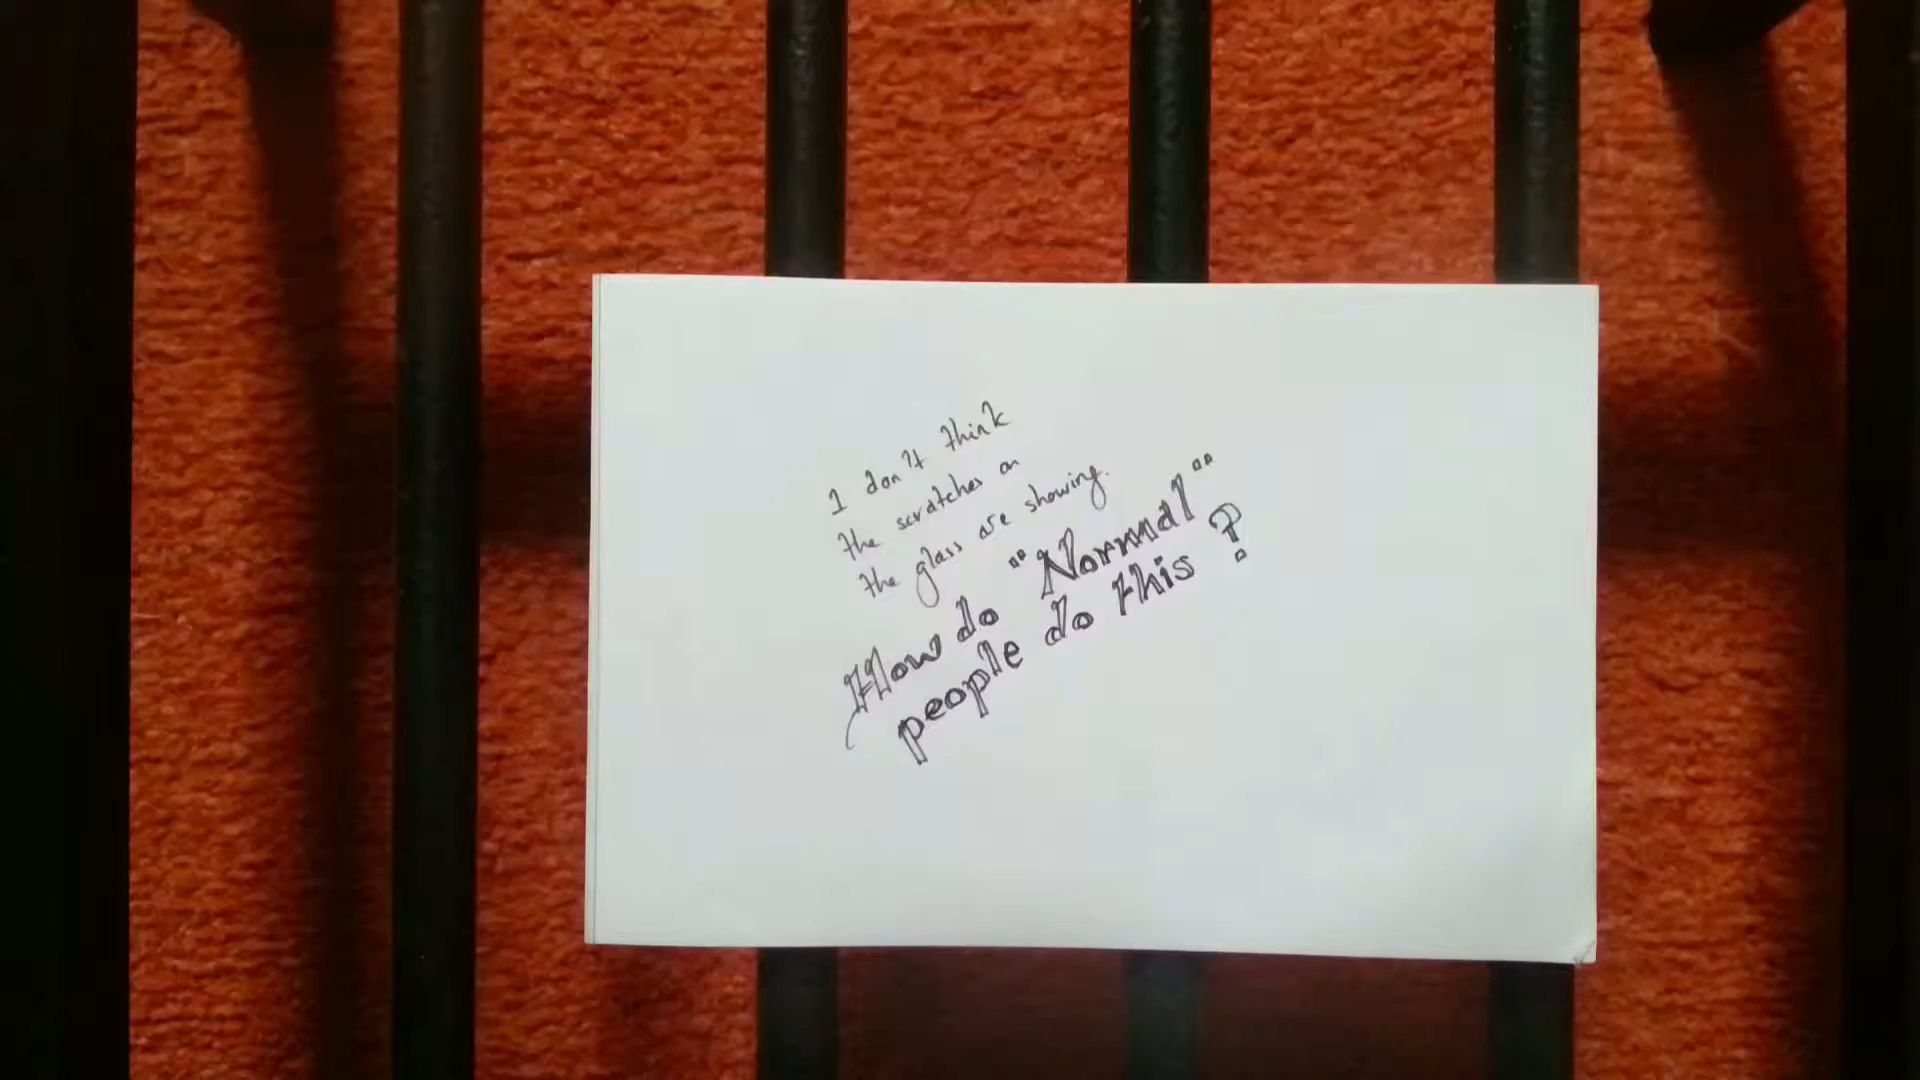 I don't think
the scratches on
the glass are showing.
How do "Normal"
people do this ?